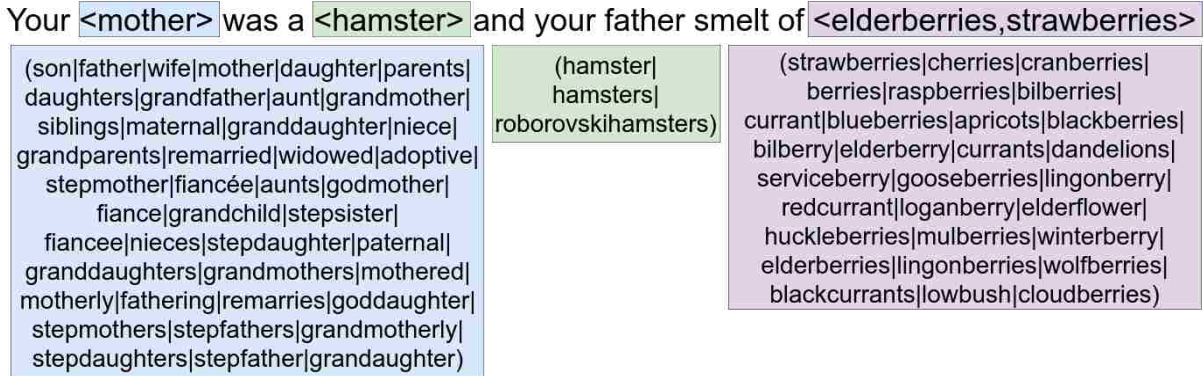 Your <mother> was a <hamster> and your father smelt of <elderberries,strawberries>
(son|father|wife|mother|daughter|parents|
daughters|grandfather|aunt|grandmother|
siblings|maternal|granddaughter|niece|
grandparents|remarried|widowed|adoptive|
stepmother|fiancée|aunts|godmother|
fiance|grandchild|stepsister|
fiancee|nieces|stepdaughter|paternal|
granddaughters|grandmothers|mothered|
motherly|fathering|remarries|goddaughter|
stepmothers|stepfathers|grandmotherly|
stepdaughters|stepfather|grandaughter)
(hamster|
hamsters|
roborovskihamsters)
(strawberries|cherries|cranberries|
berries|raspberries|bilberries|
currant|blueberries|apricots|blackberries|
bilberry|elderberry|currants|dandelions|
serviceberry|gooseberries|lingonberry|
redcurrant|loganberry|elderflower|
huckleberries|mulberries|winterberry|
elderberries|lingonberries|wolfberries|
blackcurrants|lowbush|cloudberries)